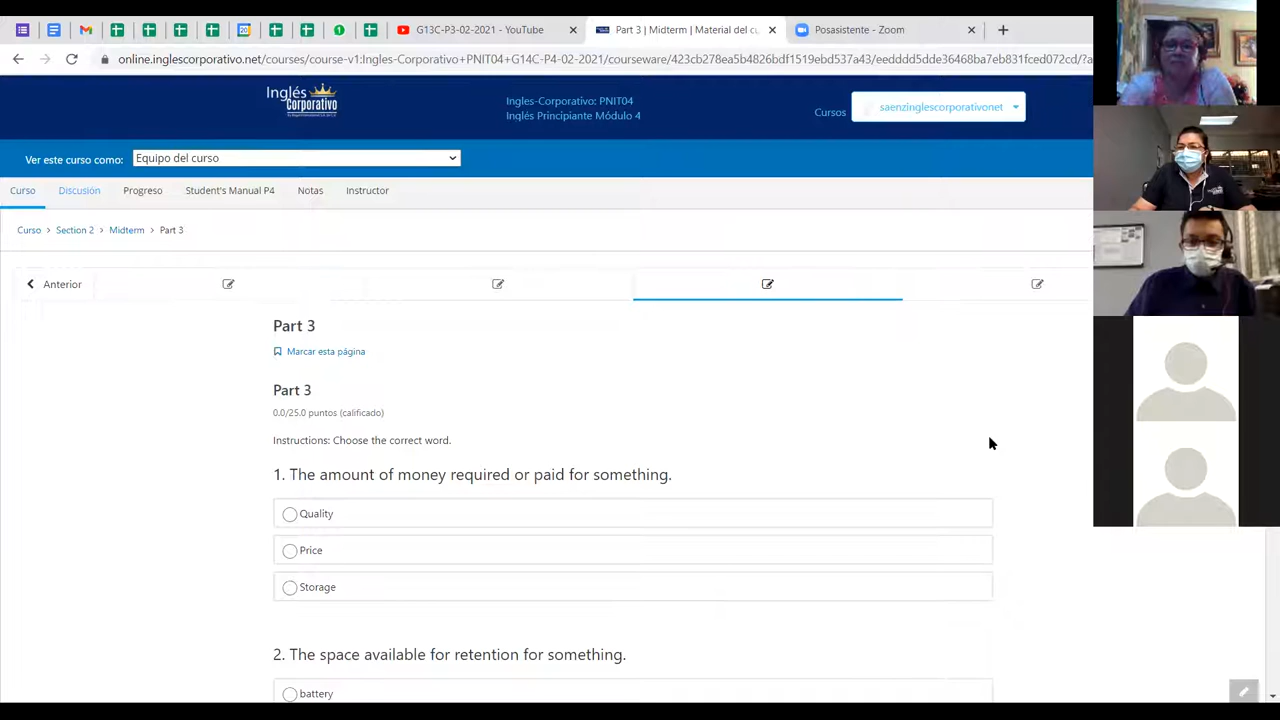 G13C-P3-02-2021 - YouTube
Part 3 | Midterm | Material del cu
Posasistente - Zoom
online.inglescorporativo.net/courses/course-v1:Ingles-Corporativo+PNIT04+G14C+P4-02-2021/courseware/423cb278ea5b4826bdf1519ebd537a43/eedddd5dde36468ba7eb831fced072cd/?a
Inglés
Corporativo
Ingles-Corporativo: PNIT04
Inglés Principiante Módulo 4
Cursos
saenzinglescorporativonet
Ver este curso como:
Equipo del curso
Curso
Discusión
Progreso
Student's Manual P4
Notas
Instructor
Curso > Section 2 > Midterm > Part 3
Anterior
Part 3
Marcar esta página
Part 3
0.0/25.0 puntos (calificado)
Instructions: Choose the correct word.
1. The amount of money required or paid for something.
Quality
Price
Storage
2. The space available for retention for something.
battery